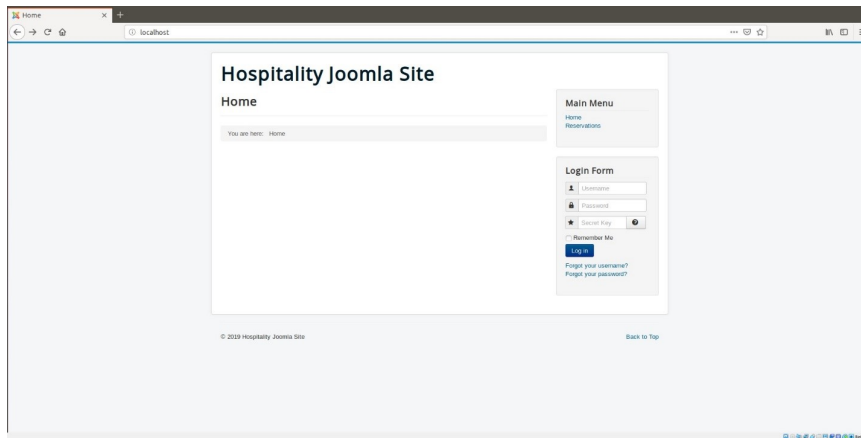 Home
localhost
Hospitality Joomla Site
Home
You are here: Home
Main Menu
Home
Reservations
Login Form
Username
Password
Secret Key
Remember Me
Log in
Forgot your username?
Forgot your password?
© 2019 Hospitality Joomla Site
Back to Top